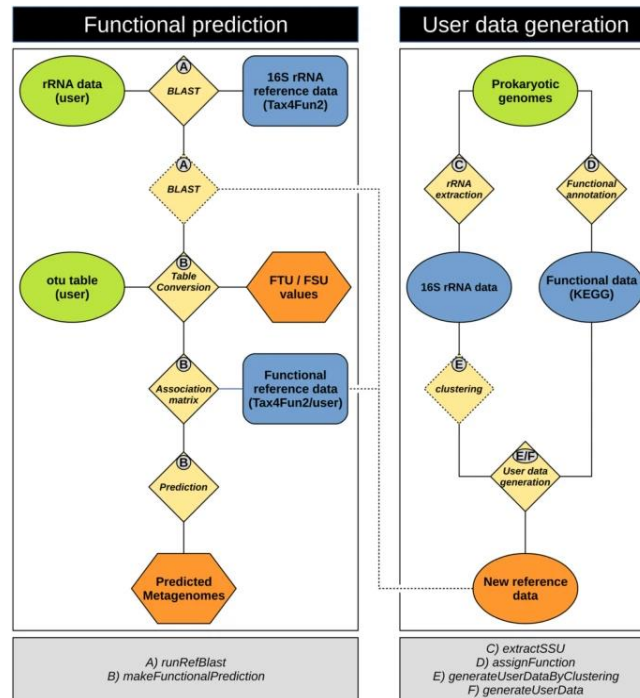 Functional prediction
A
rRNA data
(user)
BLAST
16S rRNA
reference data
(Tax4Fun2)
A
BLAST
B
otu table
(user)
Table
Conversion
FTU / FSU
values
B
Association
matrix
Functional
reference data
(Tax4Fun2/user)
B
Prediction
Predicted
Metagenomes
A) runRefBlast
B) makeFunctionalPrediction
User data generation
Prokaryotic
genomes
C
rRNA
extraction
D
Functional
annotation
16S rRNA data
Functional data
(KEGG)
E
clustering
E/F
User data
generation
New reference
data
C) extractSSU
D) assignFunction
E) generateUserDataByClustering
F) generateUserData